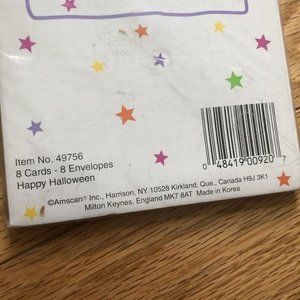 Item No. 49756
8 Cards - 8 Envelopes
Happy Halloween
0 48419 00920 7
©Amscan® Inc., Harrison, NY 10528 Kirkland, Que., Canada H9J 3K1
Milton Keynes, England MK7 8AT Made in Korea